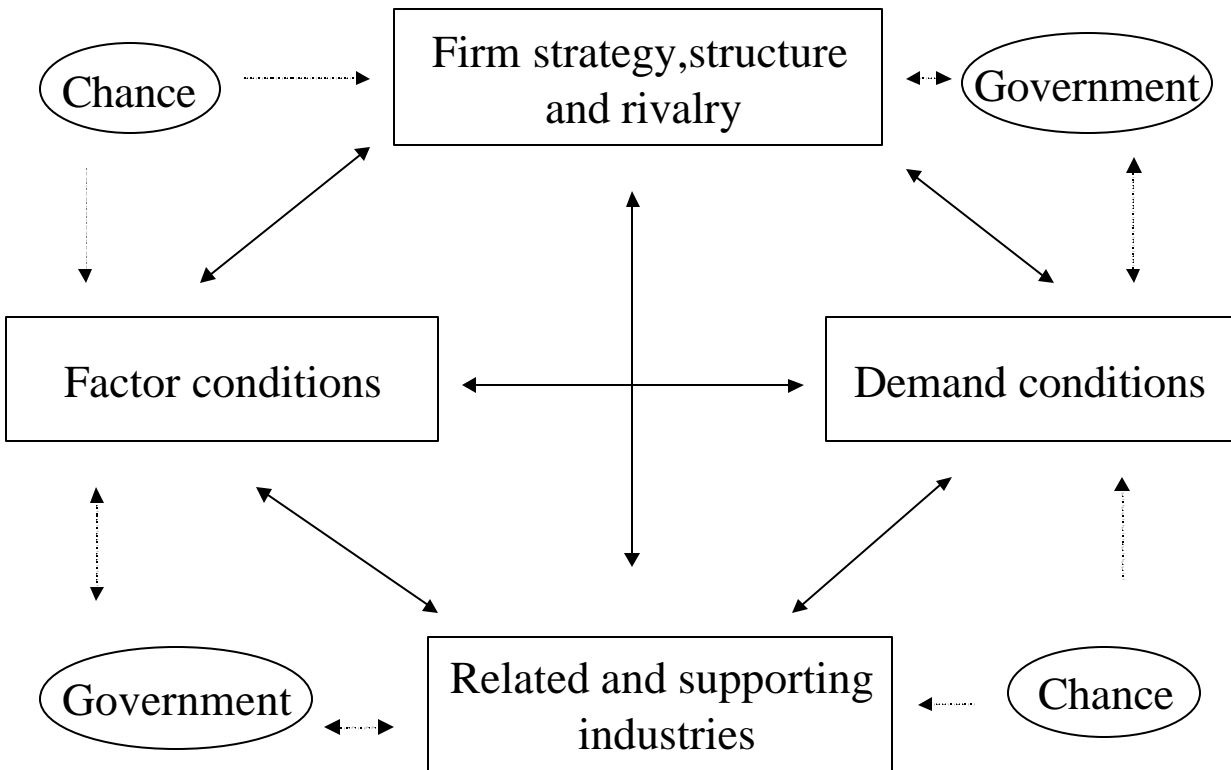 Chance
Firm strategy,structure
and rivalry
Government
Factor conditions
Demand conditions
Government
Related and supporting
industries
Chance